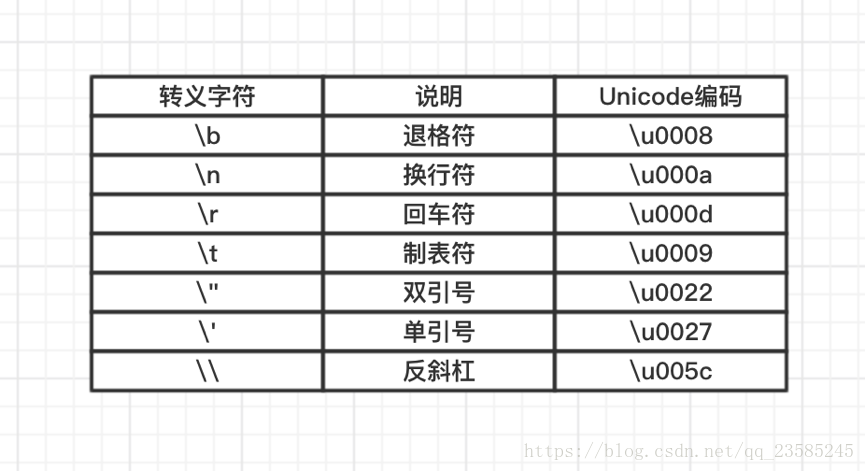 转义字符 说明 Unicode编码
\b 退格符 \u0008
\n 换行符 \u000a
\r 回车符 \u000d
\t 制表符 \u0009
\" 双引号 \u0022
\' 单引号 \u0027
\\ 反斜杠 \u005c
https://blog.csdn.net/qq_23585245